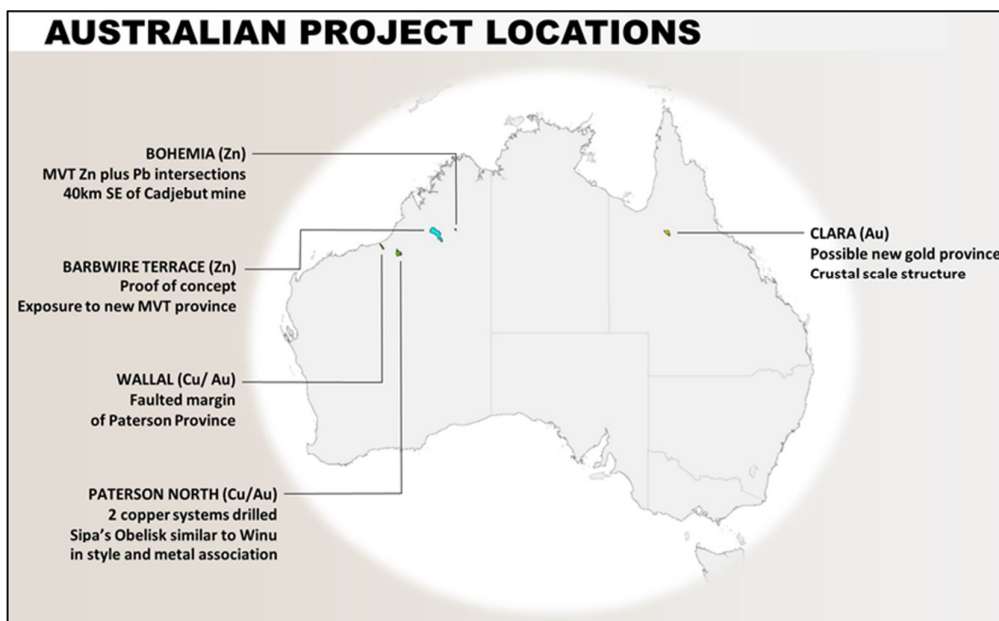 AUSTRALIAN PROJECT LOCATIONS
BOHEMIA (Zn)
MVT Zn plus Pb intersections
40km SE of Cadjebut mine
BARBWIRE TERRACE (Zn)
Proof of concept
Exposure to new MVT province
WALLAL (Cu/ Au)
Faulted margin
of Paterson Province
PATERSON NORTH (Cu/Au)
2 copper systems drilled
Sipa's Obelisk similar to Winu
in style and metal association
CLARA (Au)
Possible new gold province
Crustal scale structure